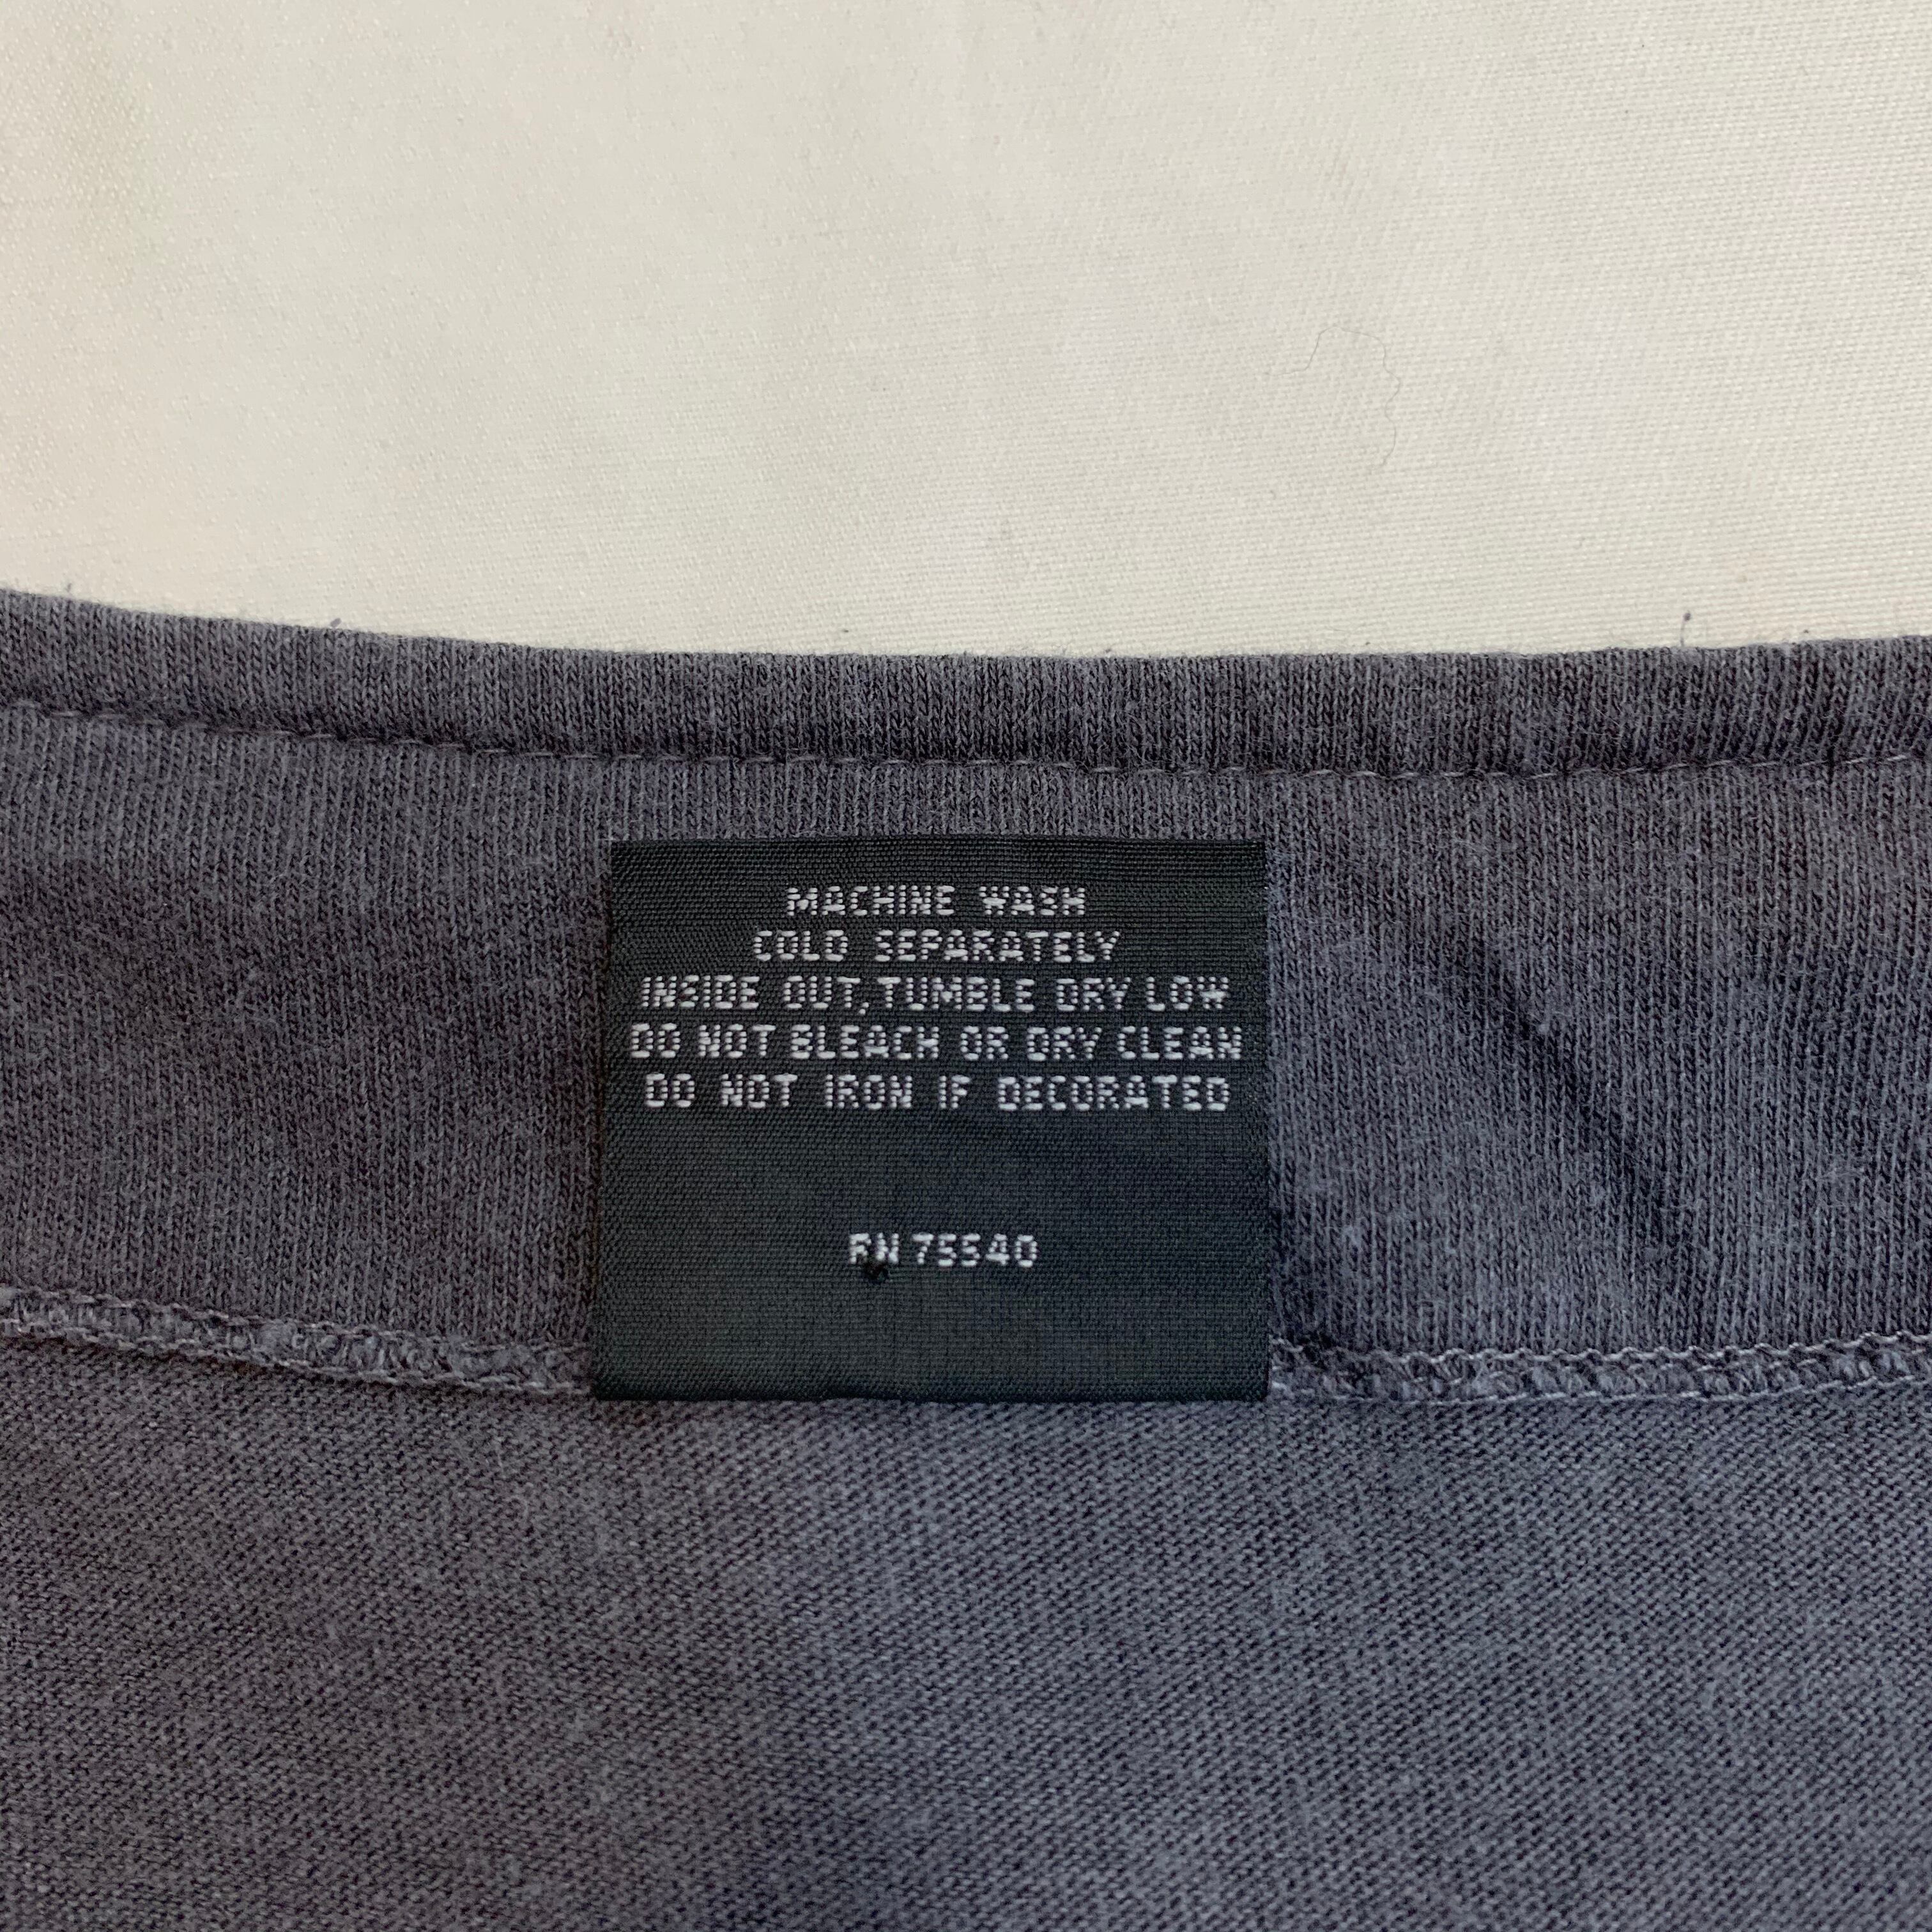 MACHINE WASH
COLD SEPARATELY
INSIDE OUT, TUMBLE DRY LOW
DO NOT BLEACH OR DRY CLEAN
DO NOT IRON IF DECORATED
RN 75540